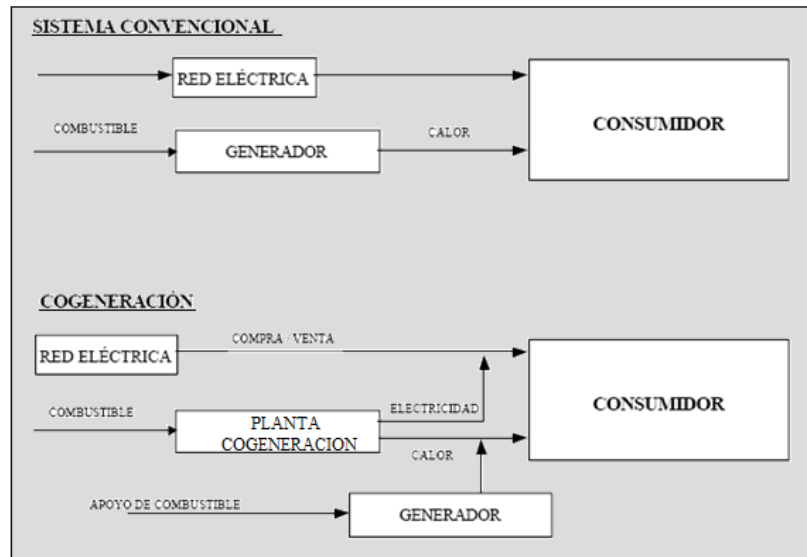 SISTEMA CONVENCIONAL
RED ELÉCTRICA
COMBUSTIBLE
CALOR
GENERADOR
CONSUMIDOR
COGENERACIÓN
COMPRA / VENTA
RED ELÉCTRICA
ELECTRICIDAD
CONSUMIDOR
COMBUSTIBLE
PLANTA
COGENERACION
CALOR
APOYO DE COMBUSTIBLE
GENERADOR